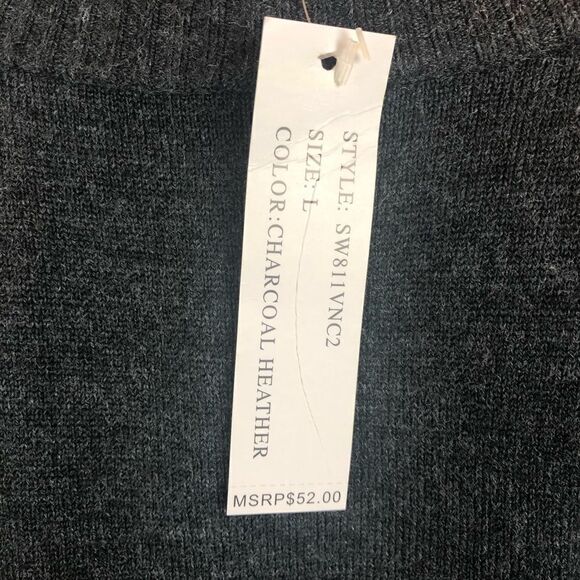 STYLE: SW811VNC2
SIZE: L
COLOR:CHARCOAL HEATHER
MSRP$52.00